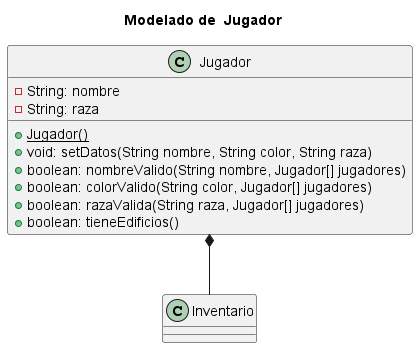 Modelado de Jugador
C Jugador
String: nombre
String: raza
Jugador()
void: setDatos(String nombre, String color, String raza)
boolean: nombreValido(String nombre, Jugador[] jugadores)
boolean: colorValido(String color, Jugador[] jugadores)
boolean: razaValida(String raza, Jugador[] jugadores)
boolean: tieneEdificios()
C Inventario